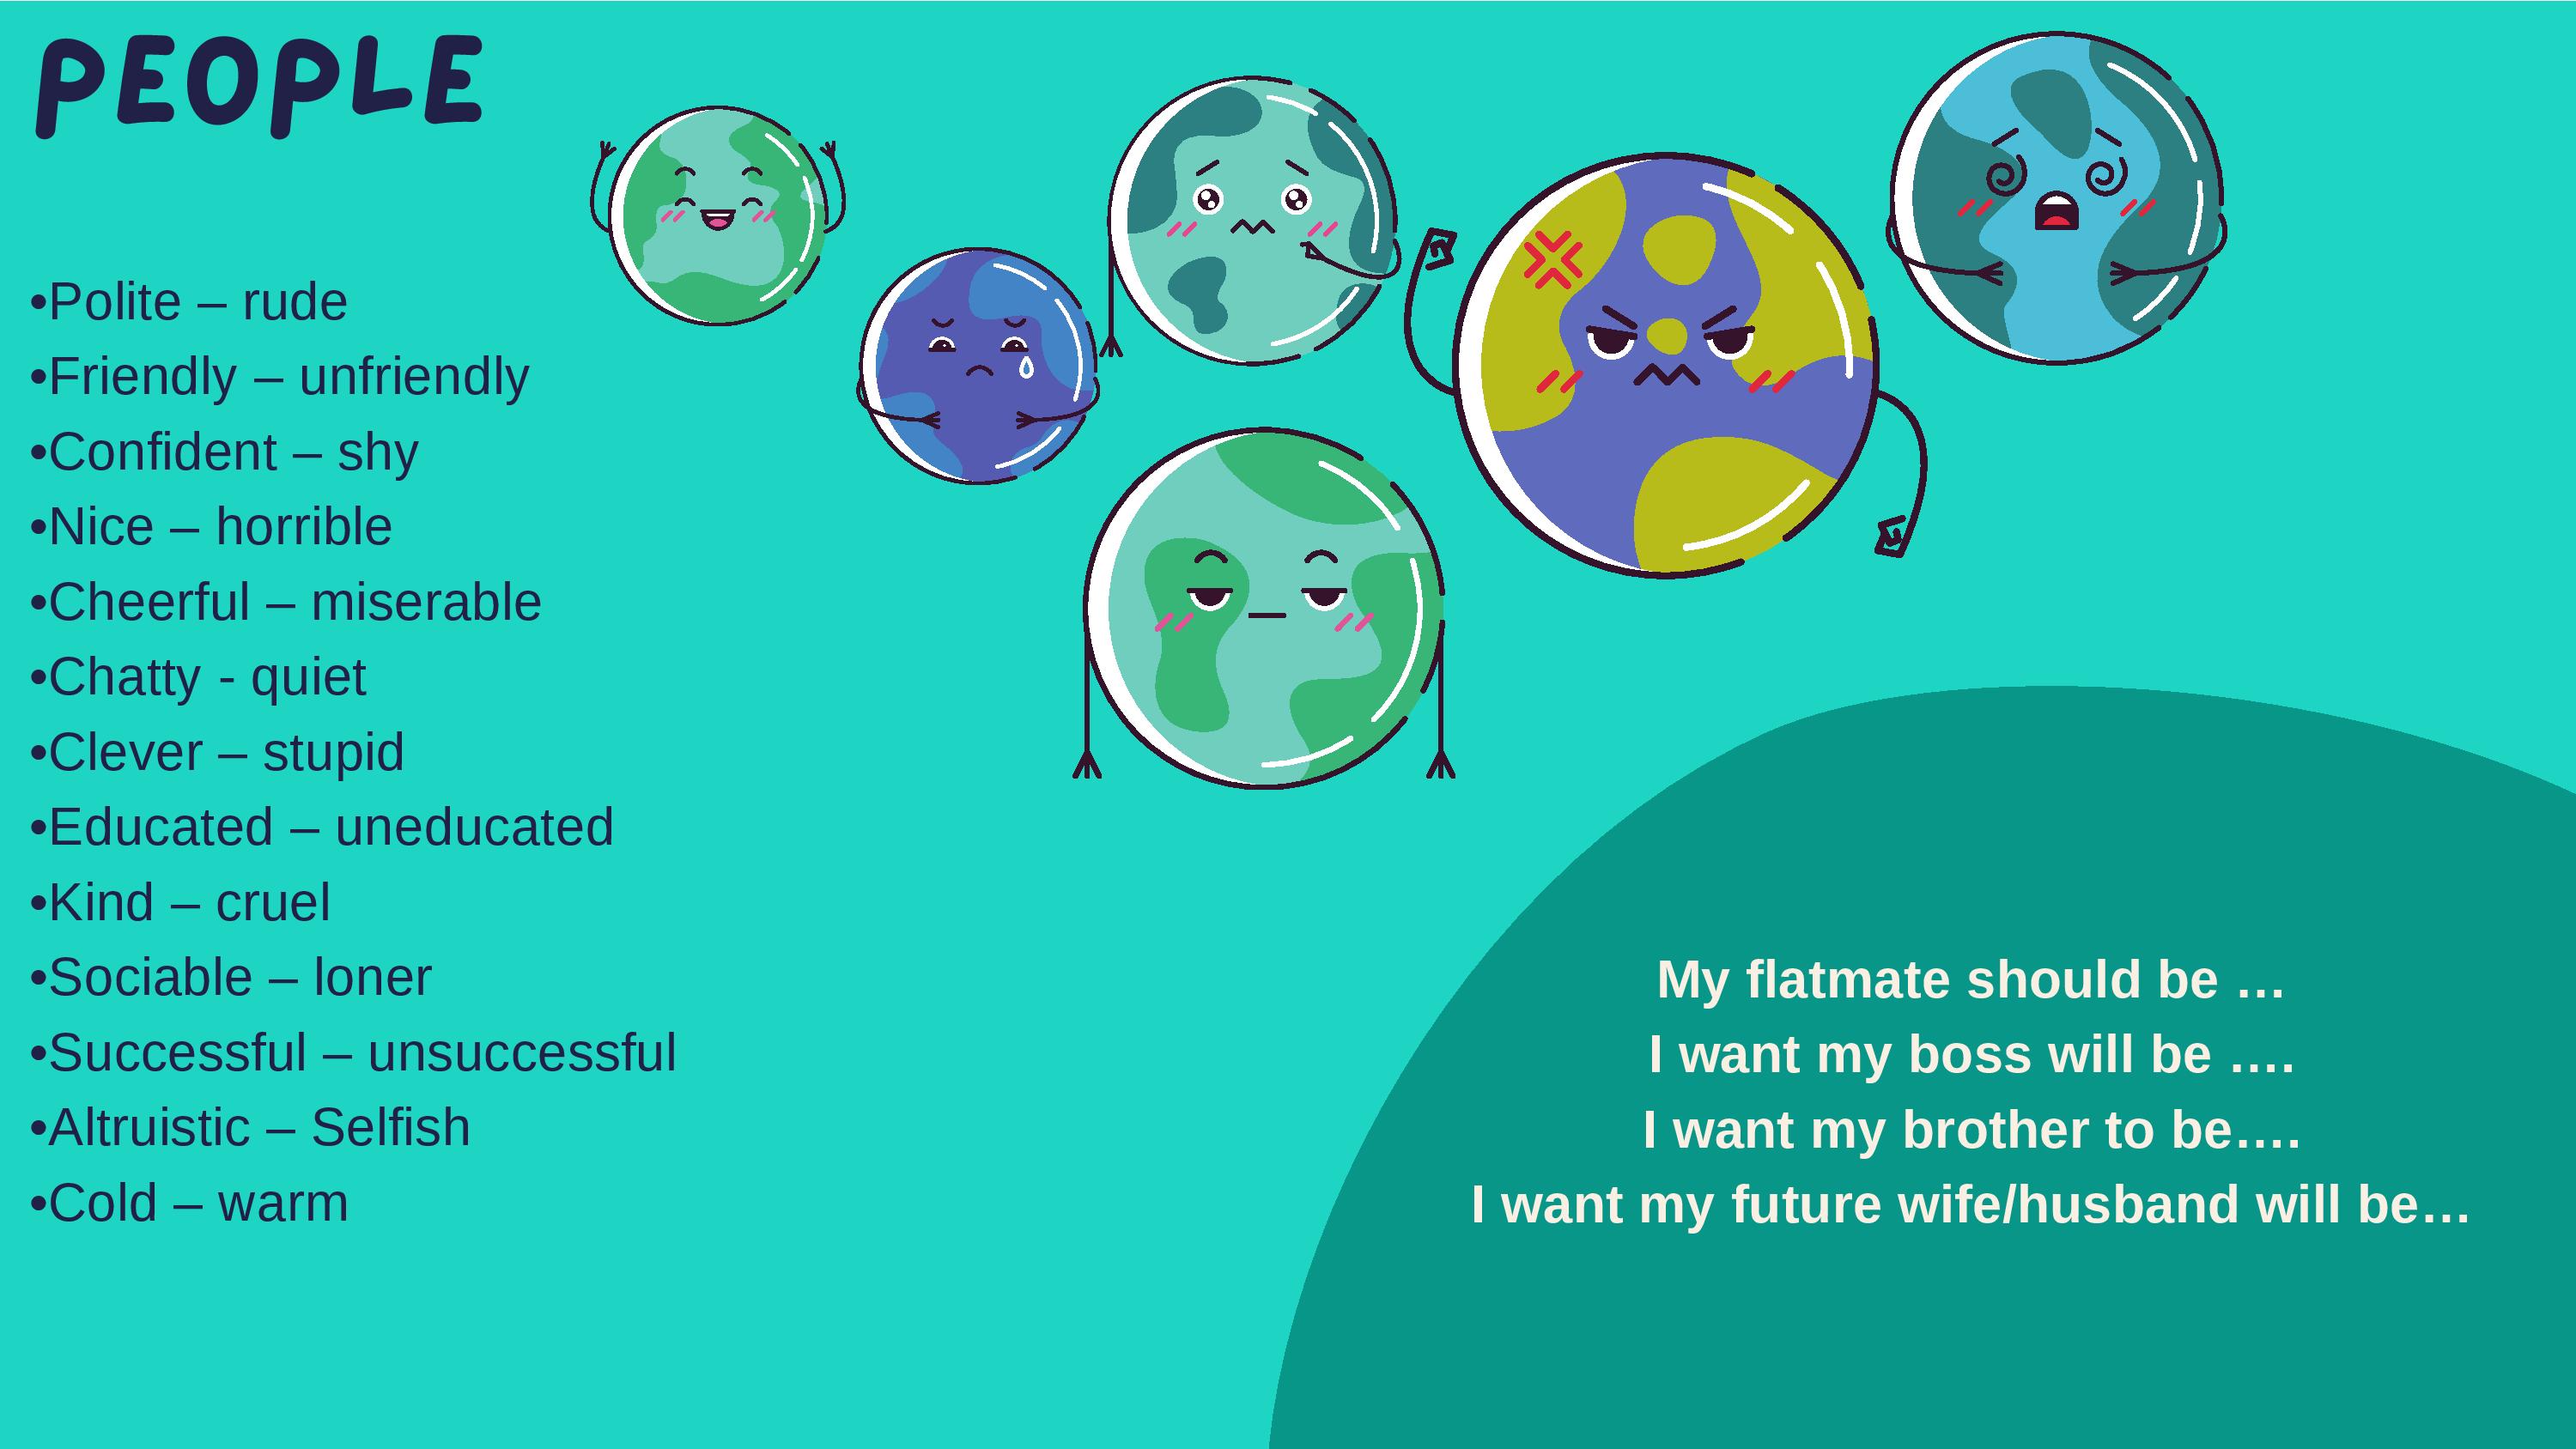 PEOPLE
•Polite – rude
•Friendly – unfriendly
•Confident – shy
•Nice – horrible
•Cheerful – miserable
•Chatty - quiet
•Clever – stupid
•Educated – uneducated
•Kind – cruel
•Sociable – loner
•Successful – unsuccessful
•Altruistic – Selfish
•Cold – warm
My flatmate should be …
I want my boss will be ….
I want my brother to be….
I want my future wife/husband will be…